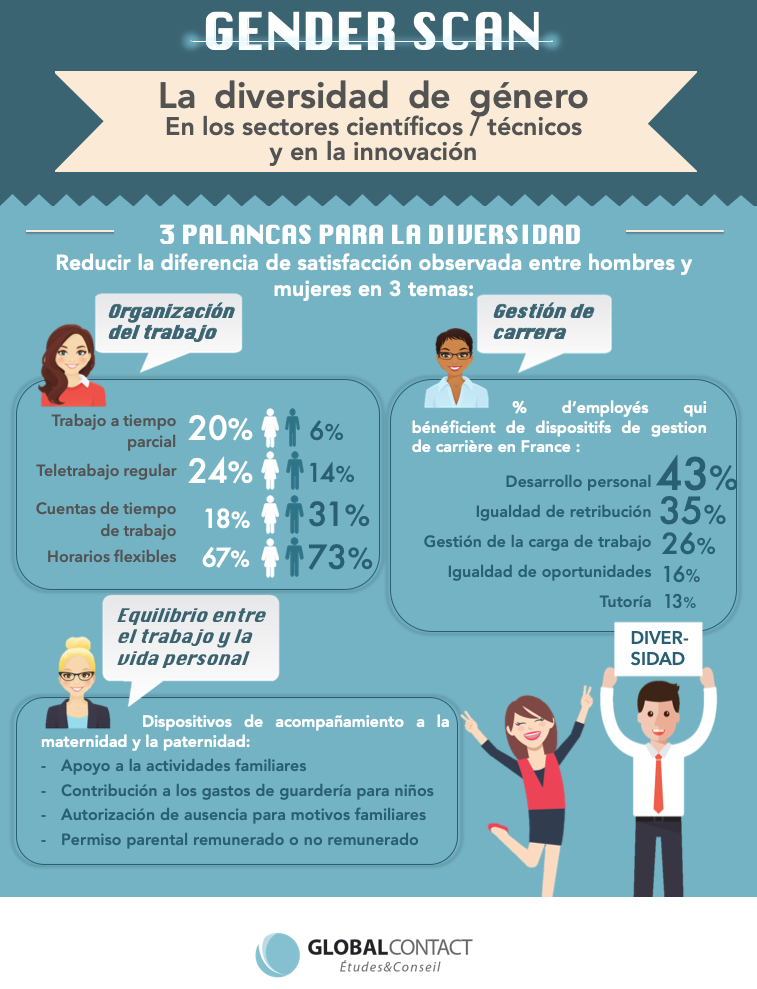 GENDER SCAN
La diversidad de género
En los sectores científicos / técnicos
y en la innovación
3 PALANCAS PARA LA DIVERSIDAD
Reducir la diferencia de satisfacción observada entre hombres y
mujeres en 3 temas:
Organización
del trabajo
Trabajo a tiempo
parcial
20% 6%
Teletrabajo regular 24% 14%
Cuentas de tiempo
de trabajo
18% 31%
Horarios flexibles 67% 73%
Gestión de
carrera
% d'employés qui
bénéficient de dispositifs de gestion
de carrière en France :
Desarrollo personal 43%
Igualdad de retribución 35%
Gestión de la carga de trabajo 26%
Igualdad de oportunidades 16%
Tutoría 13%
Equilibrio entre
el trabajo y la
vida personal
Dispositivos de acompañamiento a la
maternidad y la paternidad:
- Apoyo a la actividades familiares
- Contribución a los gastos de guardería para niños
- Autorización de ausencia para motivos familiares
- Permiso parental remunerado o no remunerado
DIVER-
SIDAD
GLOBALCONTACT
Études&Conseil